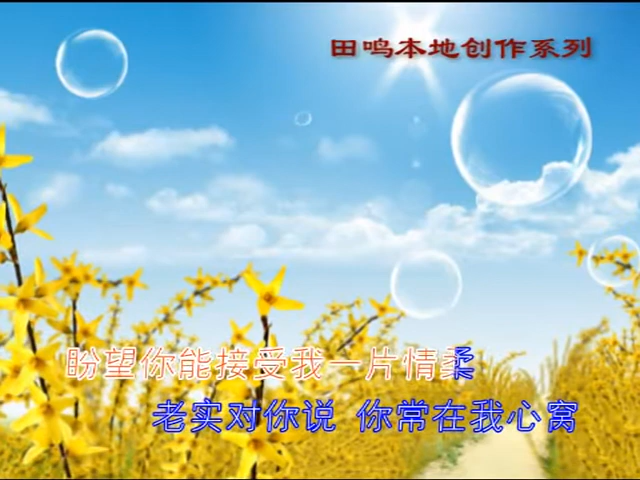 田鸣本地创作系列
盼望你能接受我一片情柔
老实对你说 你常在我心窝